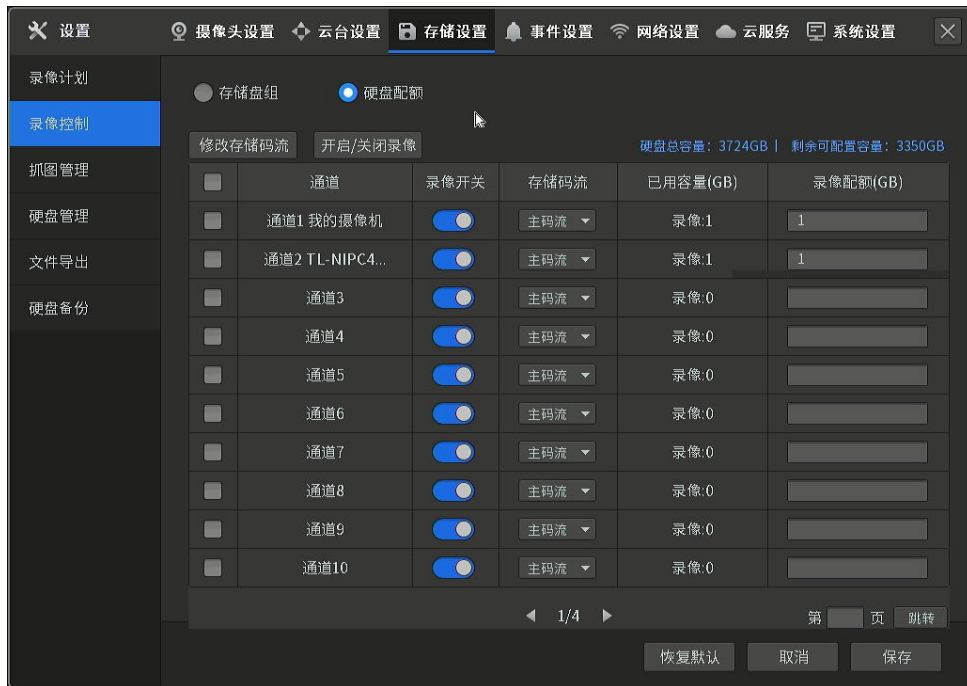 设置 摄像头设置 云台设置 存储设置 事件设置 网络设置 云服务 系统设置
录像计划
录像控制
抓图管理
硬盘管理
文件导出
硬盘备份
存储盘组 硬盘配额
修改存储码流 开启/关闭录像 硬盘总容量：3724GB | 剩余可配置容量：3350GB
通道 录像开关 存储码流 已用容量(GB) 录像配额(GB)
通道1 我的摄像机 主码流 录像:1 1
通道2 TL-NIPC4... 主码流 录像:1 1
通道3 主码流 录像:0
通道4 主码流 录像:0
通道5 主码流 录像:0
通道6 主码流 录像:0
通道7 主码流 录像:0
通道8 主码流 录像:0
通道9 主码流 录像:0
通道10 主码流 录像:0
1/4 第 页 跳转
恢复默认 取消 保存